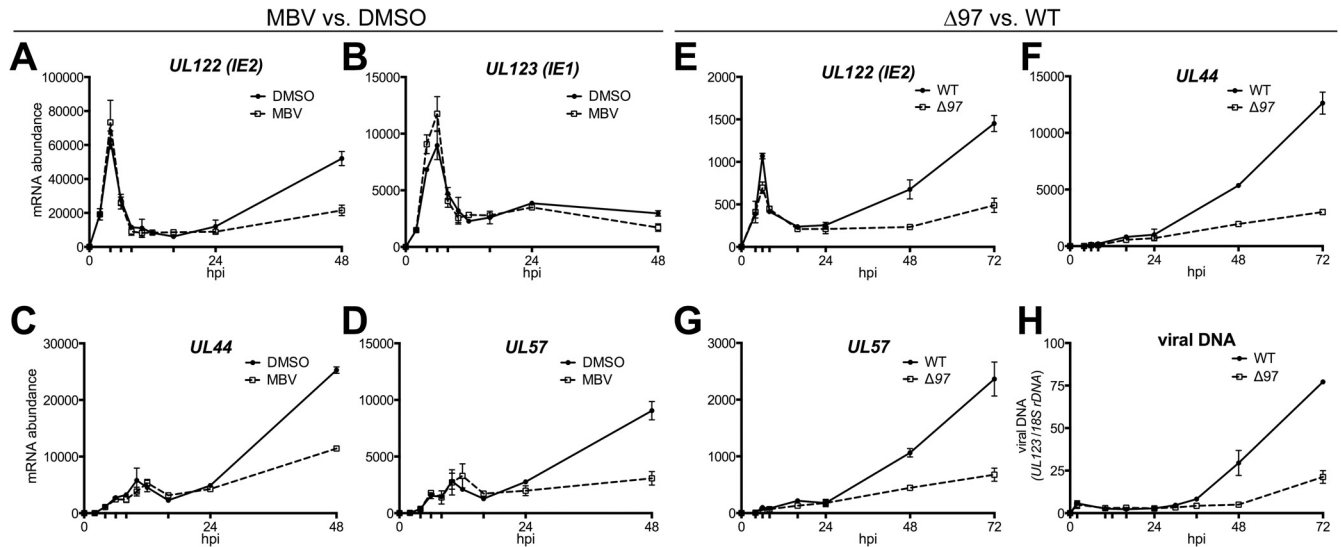 MBV vs. DMSO
Δ97 vs. WT
A
UL122 (IE2)
mRNA abundance
100000
80000
60000
40000
20000
0
DMSO
MBV
0
24
48
hpi
B
UL123 (IE1)
15000
10000
5000
0
DMSO
MBV
0
24
48
hpi
E
UL122 (IE2)
2000
1500
1000
500
0
WT
Δ97
0
24
48
72
hpi
F
UL44
15000
10000
5000
0
WT
Δ97
0
24
48
72
hpi
C
UL44
mRNA abundance
30000
20000
10000
0
DMSO
MBV
0
24
48
hpi
D
UL57
15000
10000
5000
0
DMSO
MBV
0
24
48
hpi
G
UL57
3000
2000
1000
0
WT
Δ97
0
24
48
72
hpi
H
viral DNA
viral DNA
(UL123/18S rDNA)
100
75
50
25
0
WT
Δ97
0
24
48
72
hpi